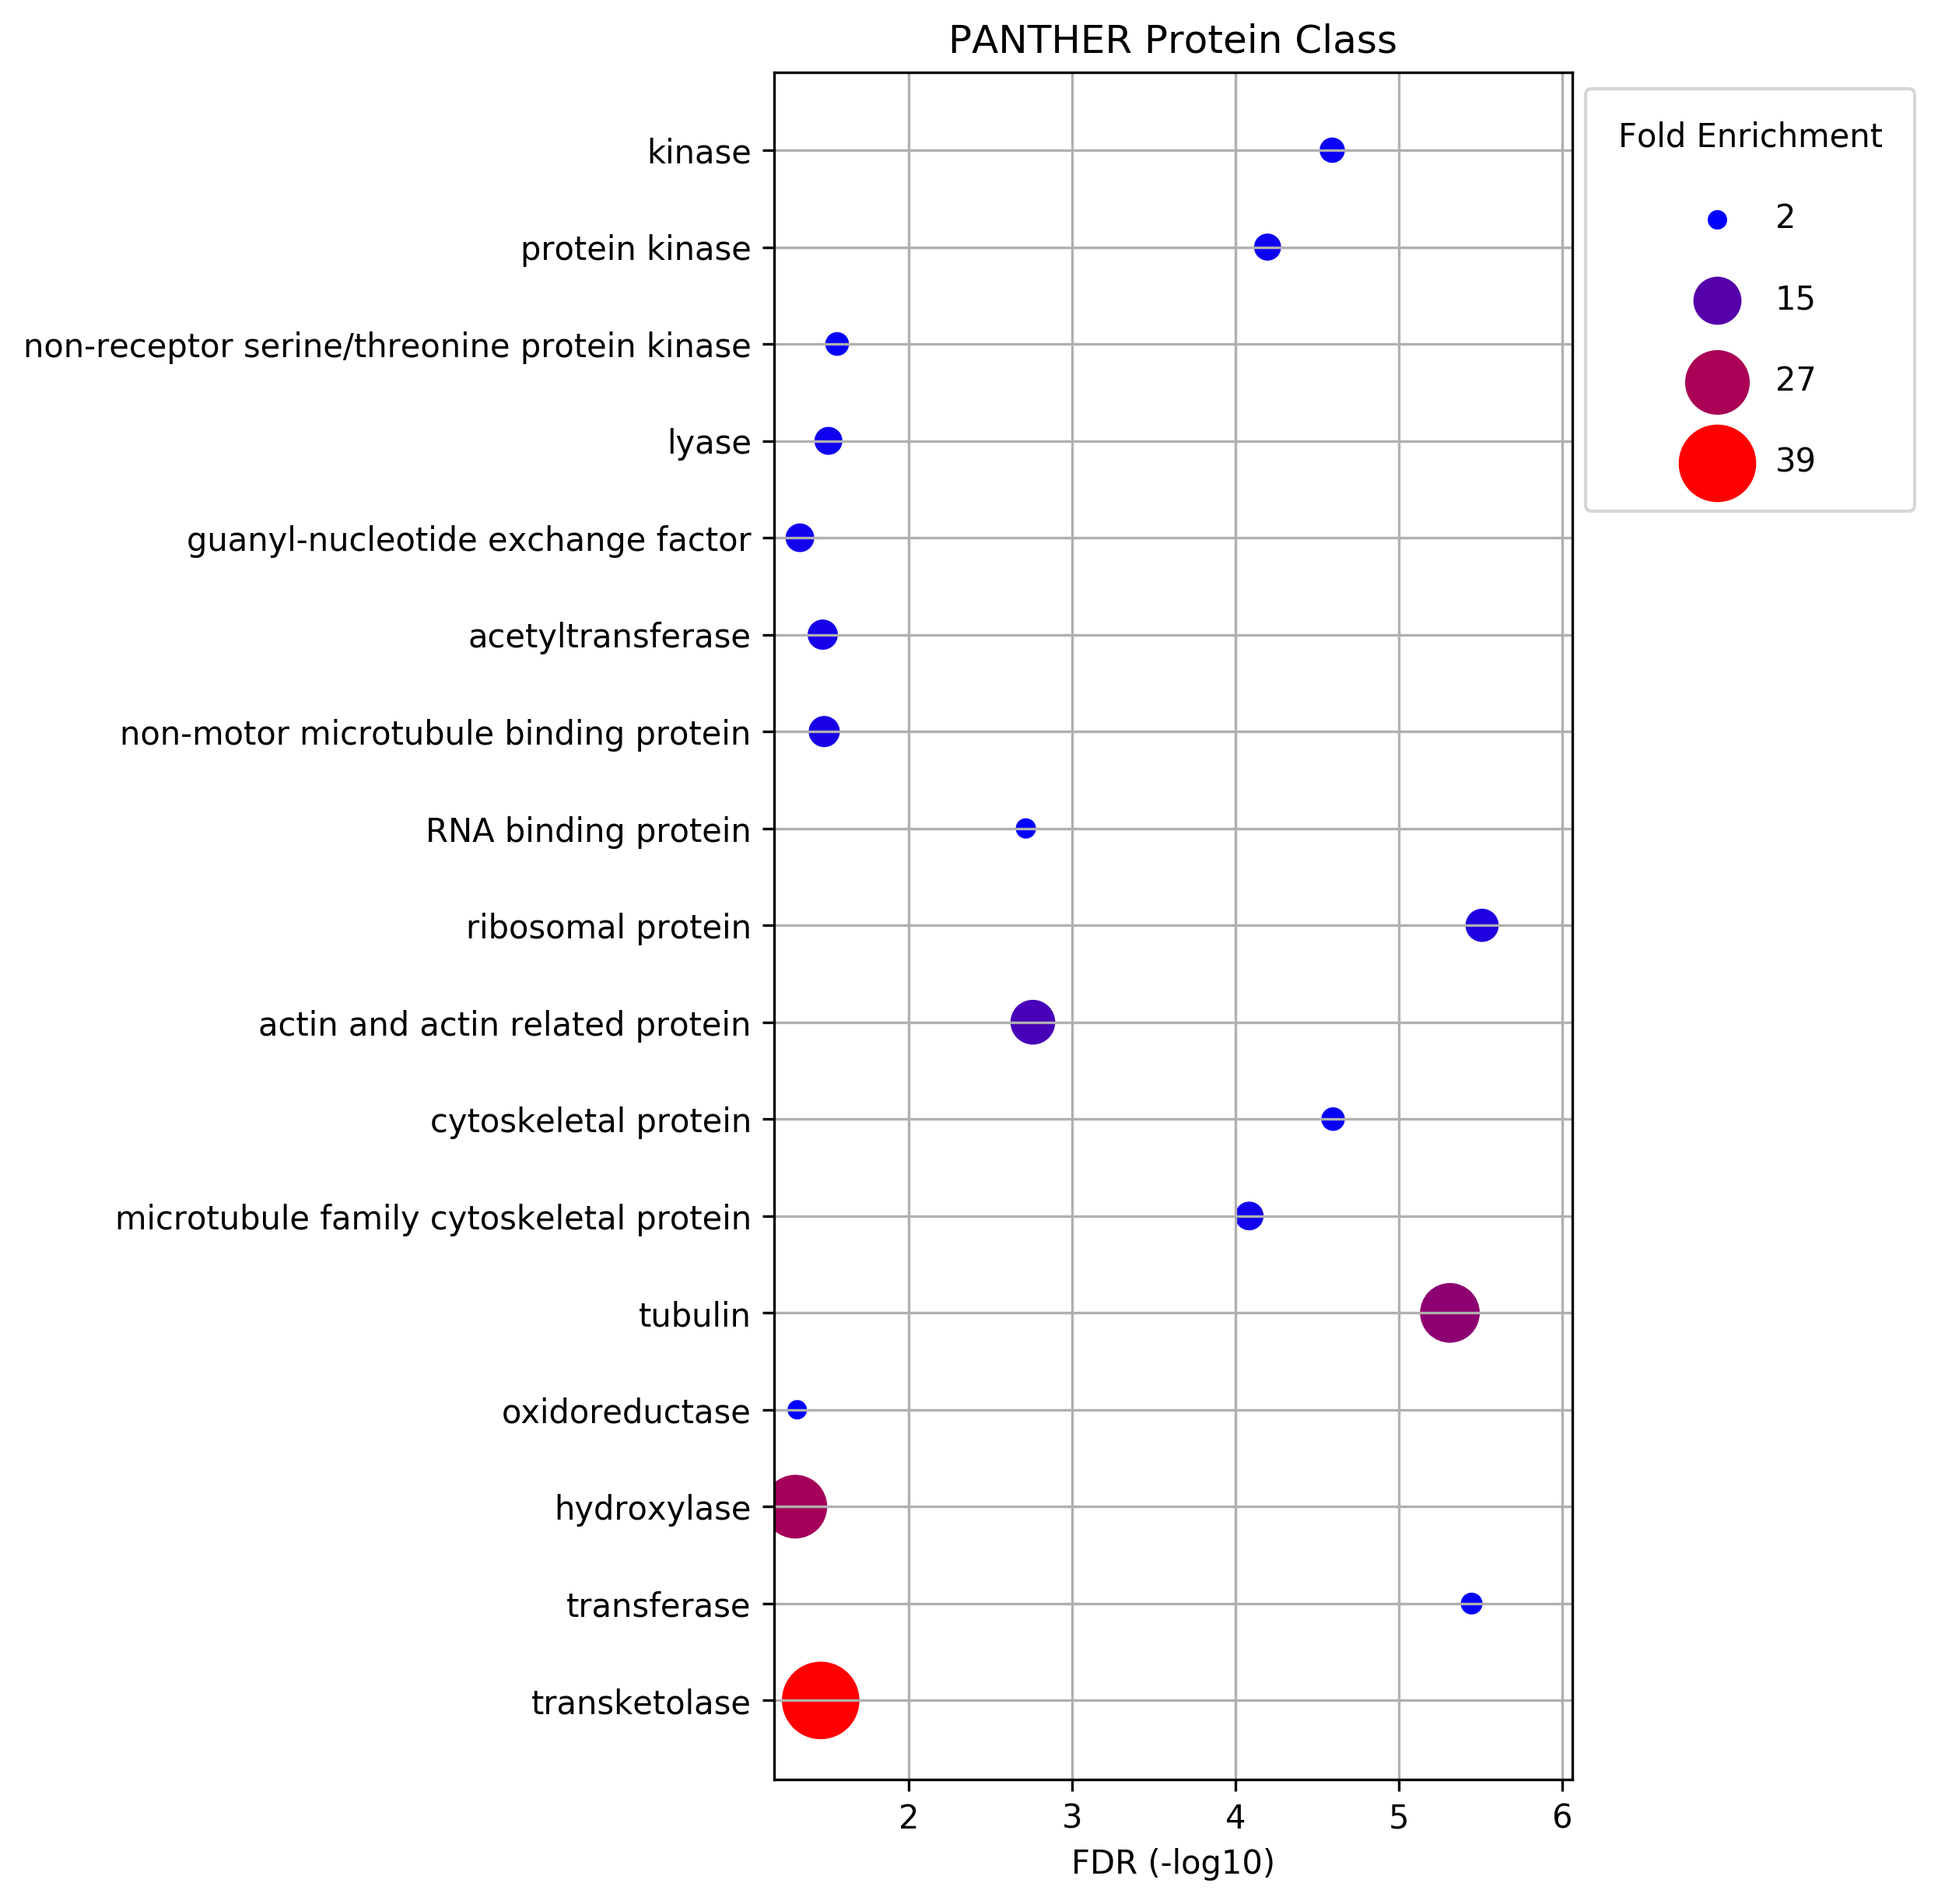 PANTHER Protein Class
kinase
protein kinase
non-receptor serine/threonine protein kinase
lyase
guanyl-nucleotide exchange factor
acetyltransferase
non-motor microtubule binding protein
RNA binding protein
ribosomal protein
actin and actin related protein
cytoskeletal protein
microtubule family cytoskeletal protein
tubulin
oxidoreductase
hydroxylase
transferase
transketolase
2 3 4 5 6
FDR (-log10)
Fold Enrichment
2
15
27
39